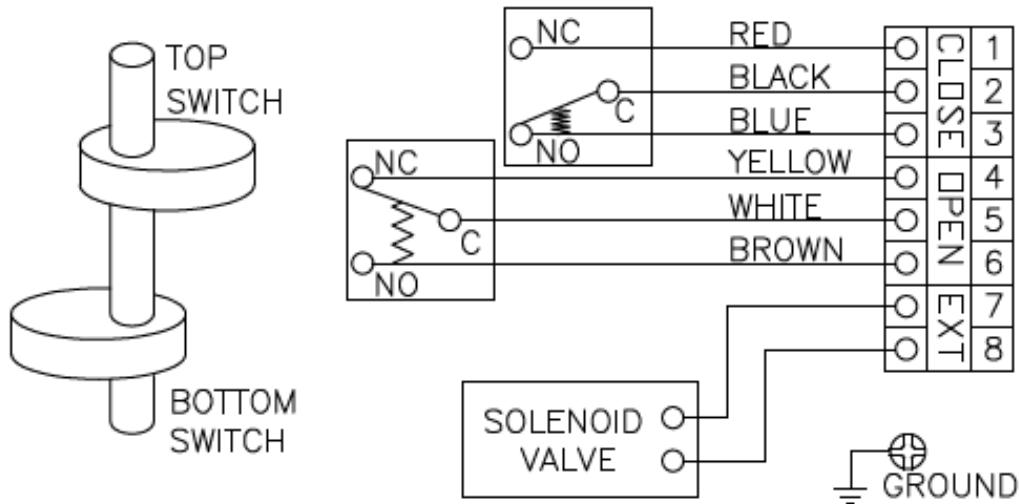 TOP
SWITCH
BOTTOM
SWITCH
NC
C
NO
NC
C
NO
RED
BLACK
BLUE
YELLOW
WHITE
BROWN
CLOSE
OPEN
EXT
1
2
3
4
5
6
7
8
SOLENOID
VALVE
GROUND